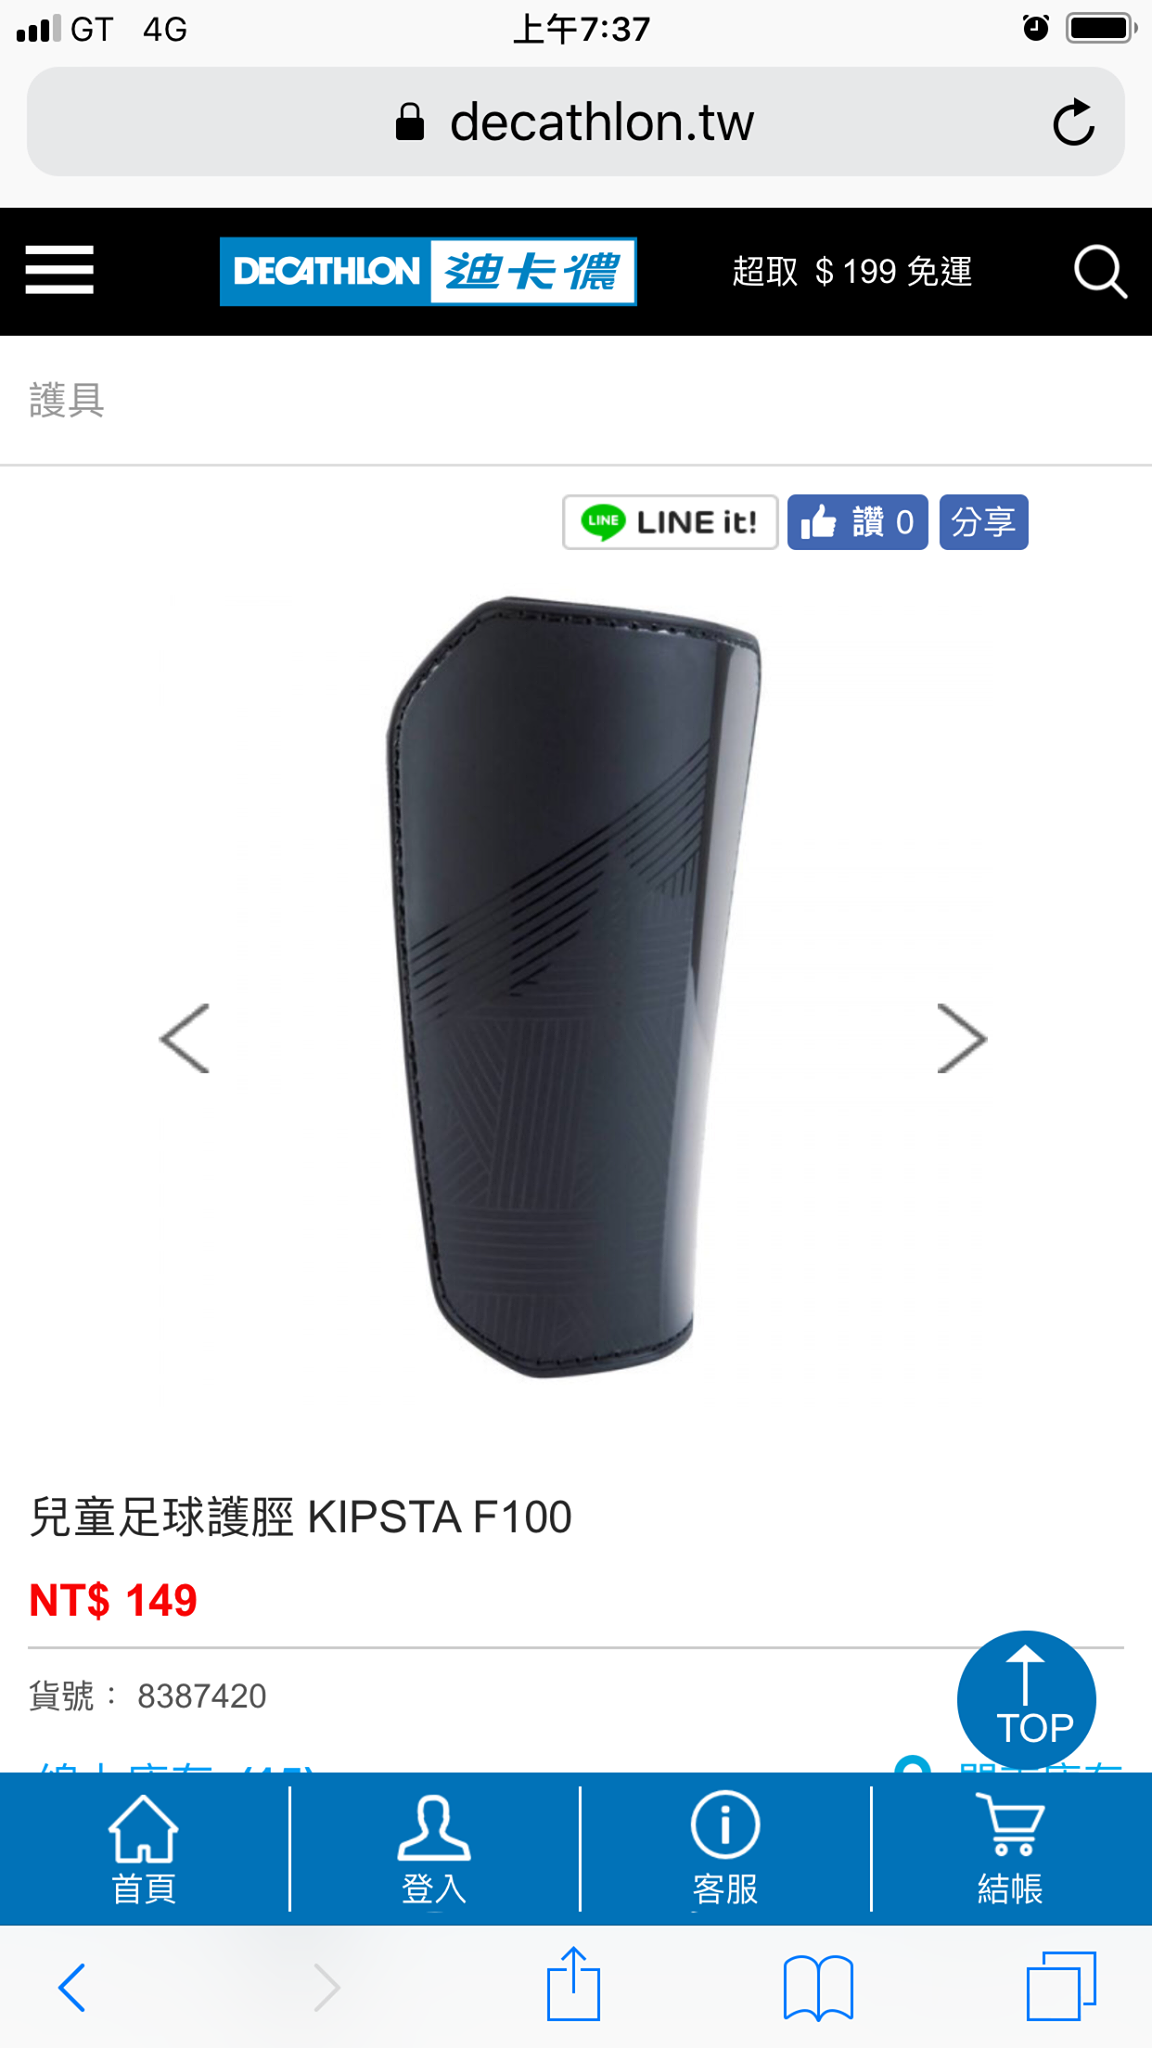 GT 4G 上午7:37
decathlon.tw
DECATHLON 迪卡儂 超取 $199 免運
護具
LINE LINE it! 讚 0 分享
兒童足球護脛 KIPSTA F100
NT$ 149
貨號： 8387420
TOP
首頁 登入 客服 結帳